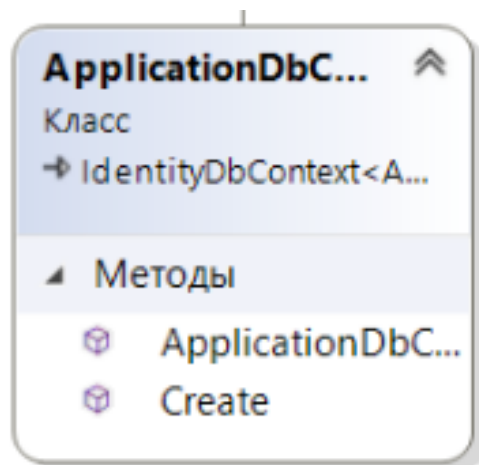 ApplicationDbC...
Класс
IdentityDbContext<A...
Методы
ApplicationDbC...
Create